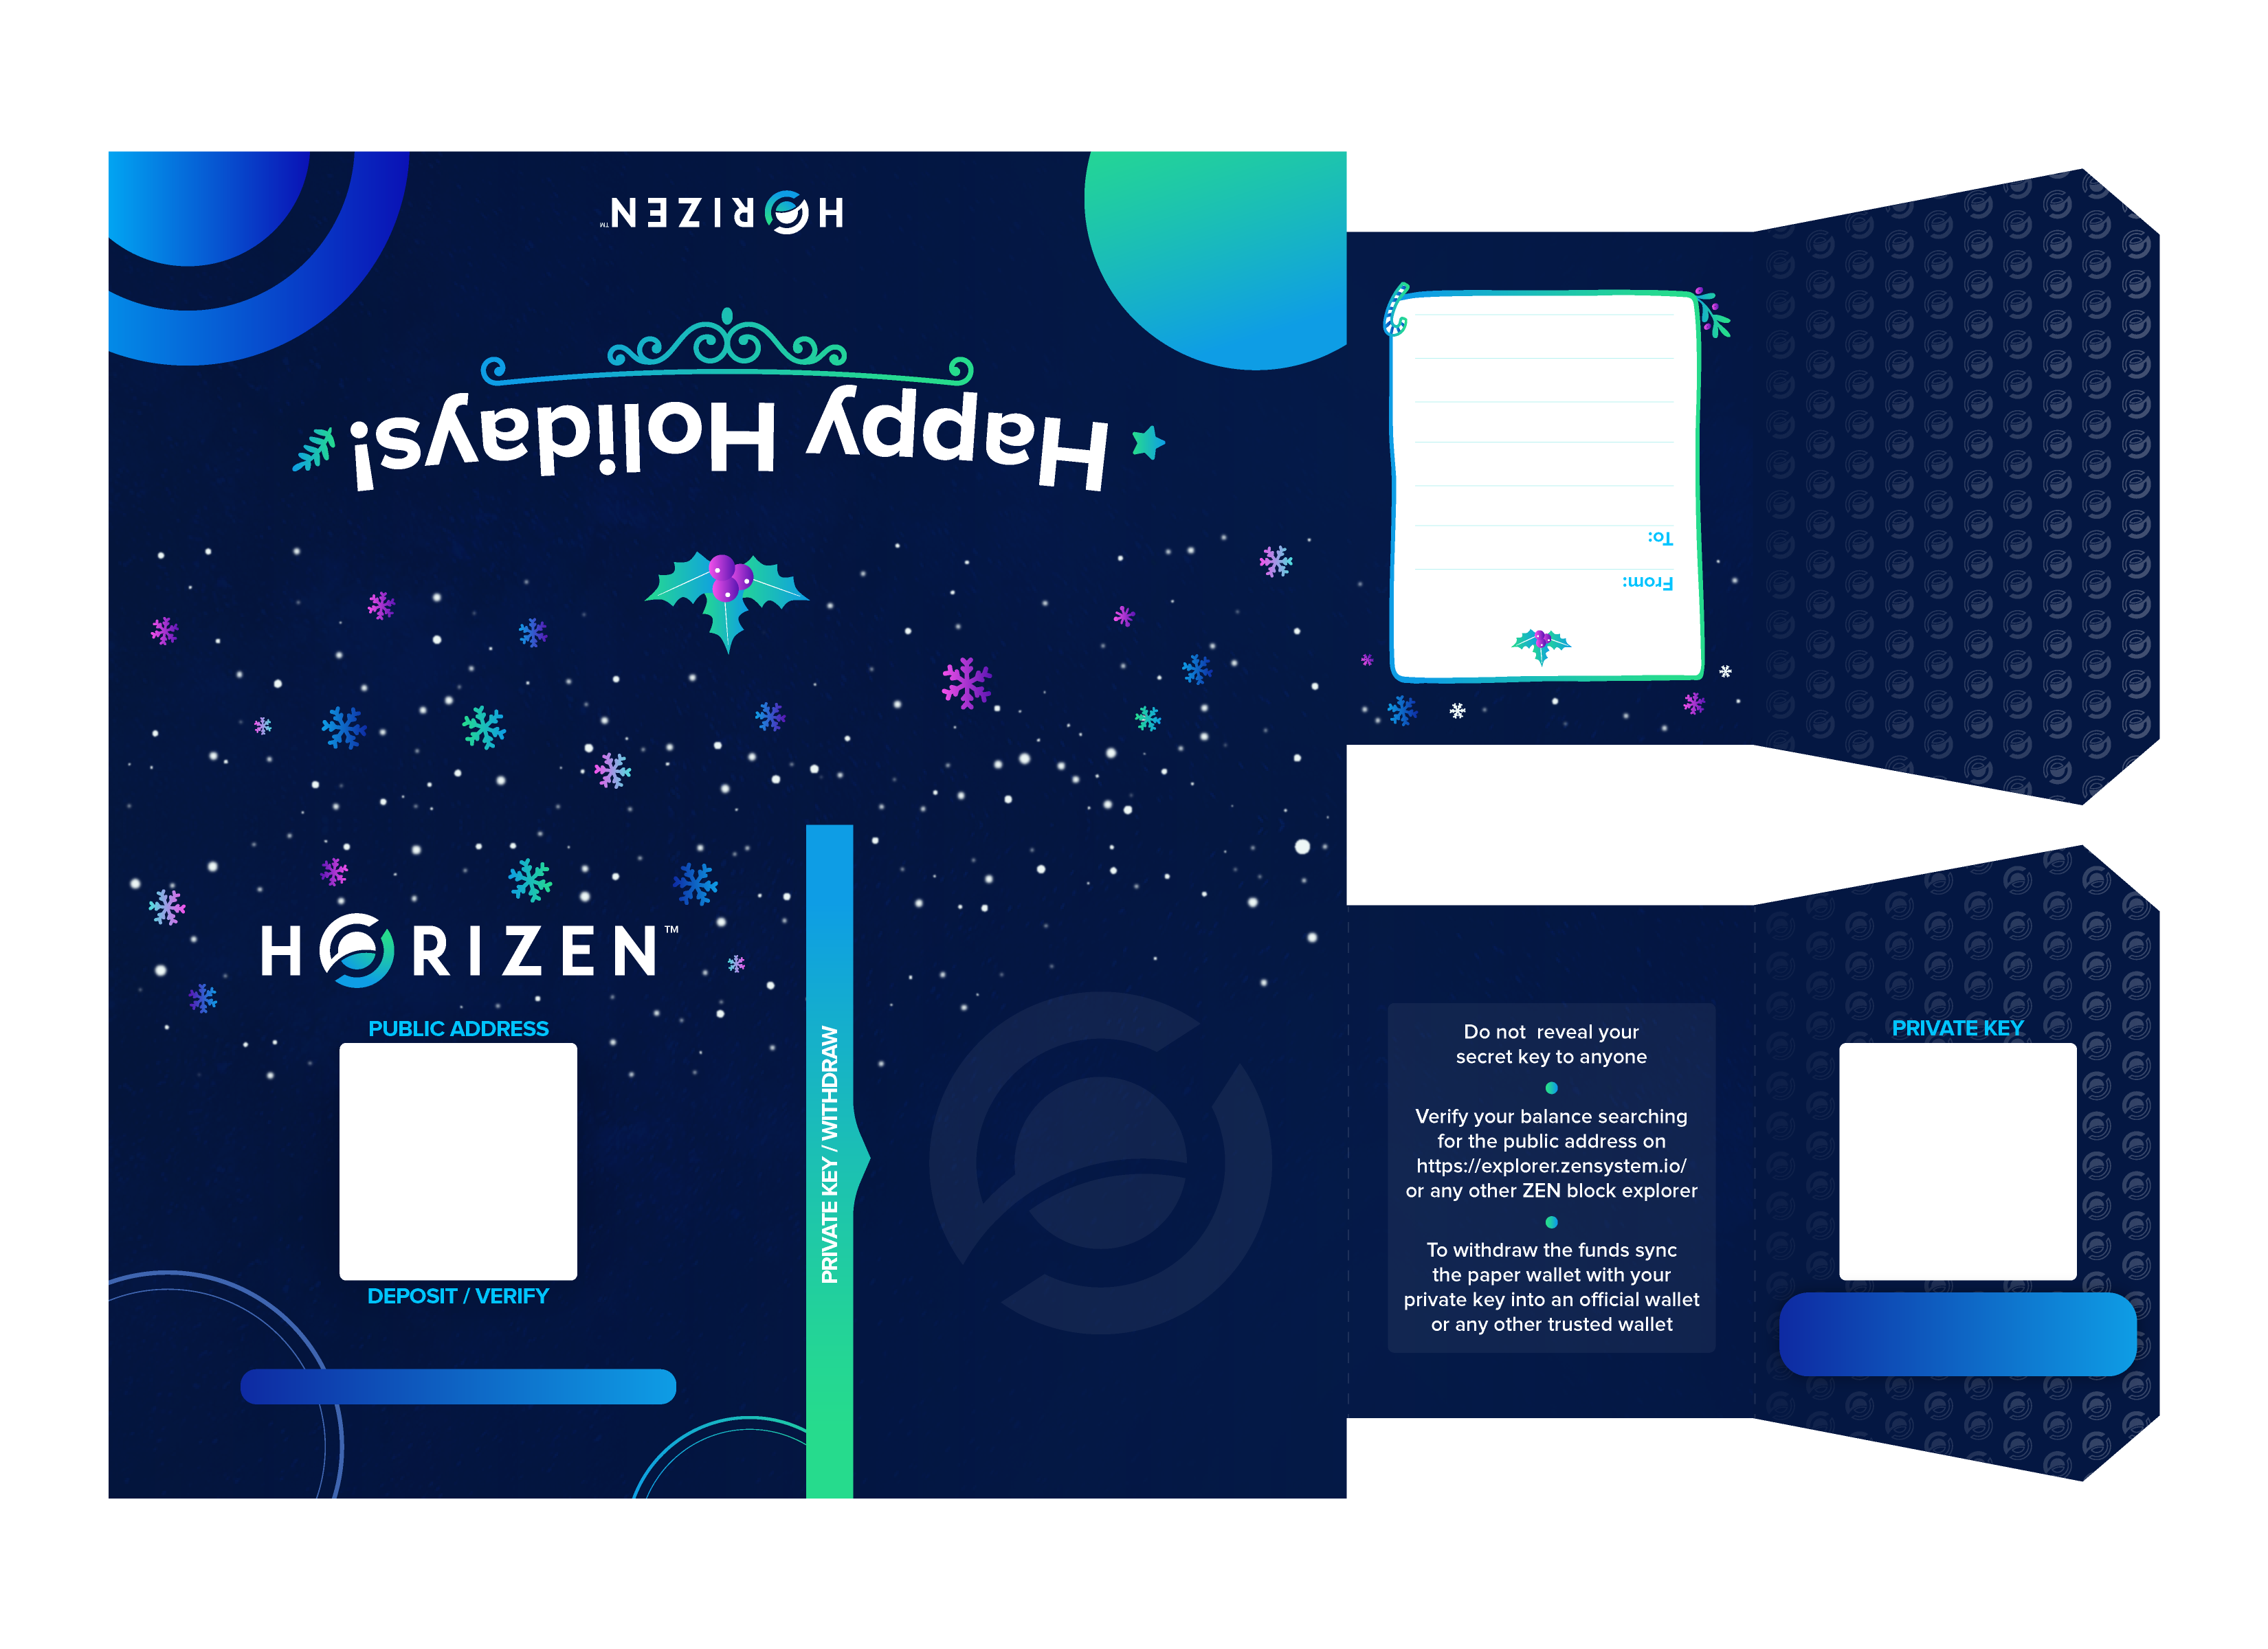 HORIZEN™
Happy Holidays!
To:
From:
HORIZEN™
PUBLIC ADDRESS
DEPOSIT / VERIFY
PRIVATE KEY / WITHDRAW
Do not reveal your
secret key to anyone
Verify your balance searching
for the public address on
https://explorer.zensystem.io/
or any other ZEN block explorer
To withdraw the funds sync
the paper wallet with your
private key into an official wallet
or any other trusted wallet
PRIVATE KEY